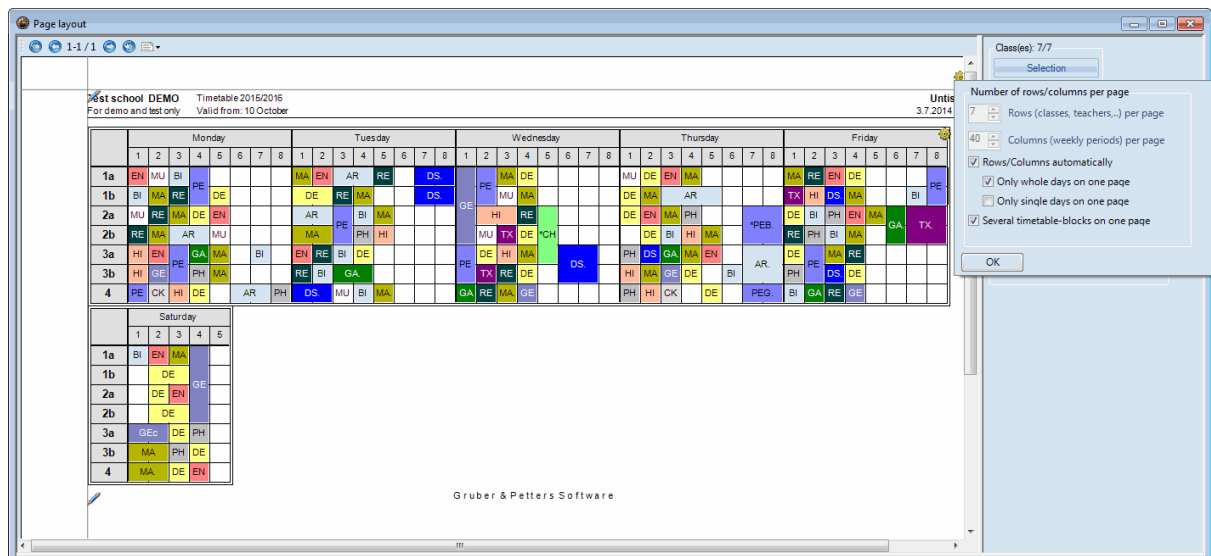 Page layout
1-1 / 1
Class(es): 7/7
Selection
Number of rows/columns per page
7 Rows (classes, teachers,..) per page
40 Columns (weekly periods) per page
Rows/Columns automatically
Only whole days on one page
Only single days on one page
Several timetable-blocks on one page
OK
Test school DEMO Timetable 2015/2016 Untis
For demo and test only Valid from: 10 October 3.7.2014
Monday Tuesday Wednesday Thursday Friday
1 2 3 4 5 6 7 8 1 2 3 4 5 6 7 8 1 2 3 4 5 6 7 8 1 2 3 4 5 6 7 8 1 2 3 4 5 6 7 8
1a EN MU BI PE MA EN AR RE DS. GE PE MA DE MU DE EN MA MA RE EN DE PE
1b BI MA RE DE DE RE MA DS. MU MA DE MA AR TX HI DS. MA BI
2a MU RE MA DE EN AR PE BI MA HI RE *CH DE EN MA PH *PEB. DE BI PH EN MA GA. TX.
2b RE MA AR MU MA PH HI MU TX DE DE BI HI MA RE PH BI MA
3a HI EN PE GA. MA BI EN RE BI DE PE DE HI MA DS. PH DS GA MA EN AR. DE PE MA RE
3b HI GE PH MA RE BI GA. TX RE DE HI MA GE DE BI PH DS. DE
4 PE CK HI DE AR PH DS. MU BI MA. GA RE MA GE PH HI CK DE PEG. BI GA RE GE
Saturday
1 2 3 4 5
1a BI EN MA GE
1b DE
2a DE EN
2b DE
3a GEc DE PH
3b MA PH DE
4 MA. DE EN
Gruber & Petters Software